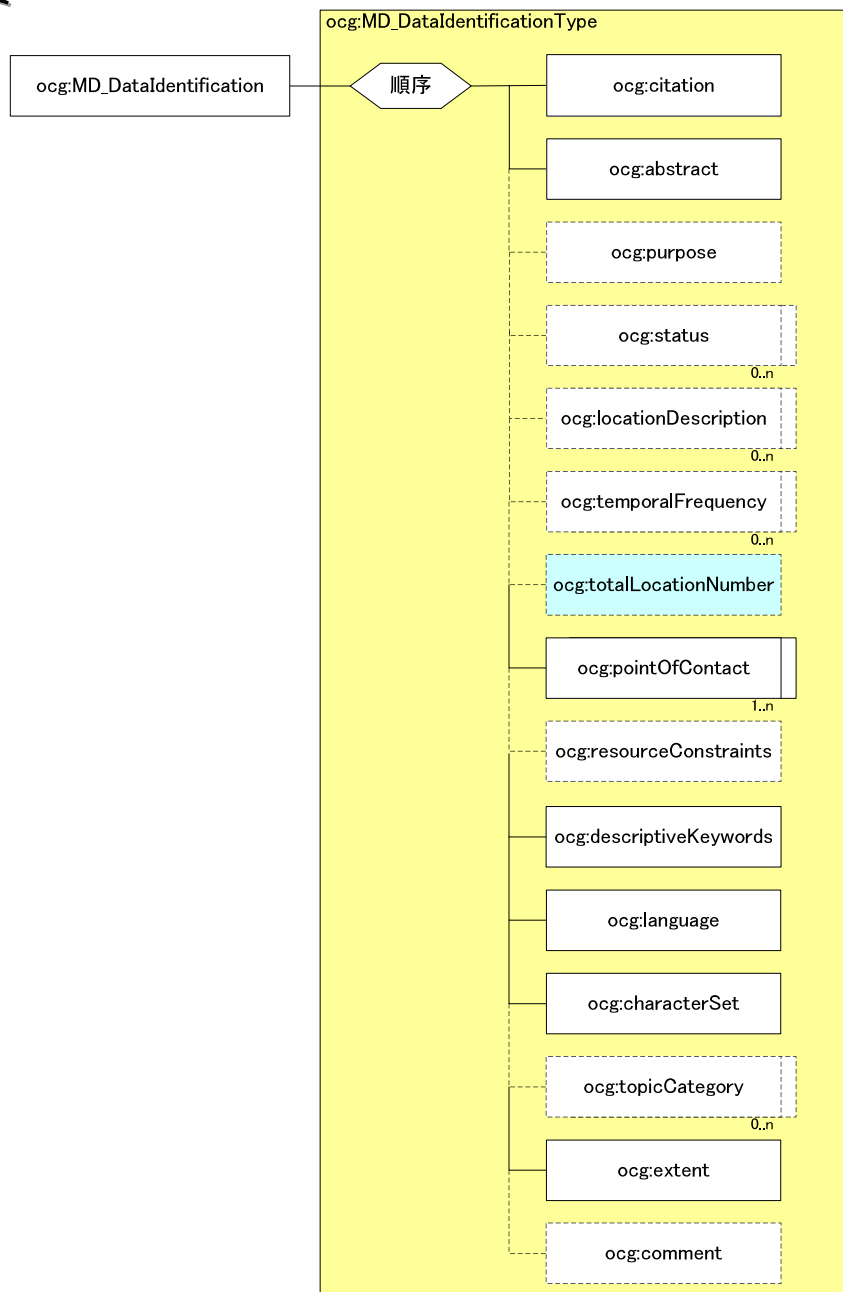 ocg:MD_DataIdentificationType
ocg:MD_DataIdentification
順序
ocg:citation
ocg:abstract
ocg:purpose
ocg:status
0..n
ocg:locationDescription
0..n
ocg:temporalFrequency
0..n
ocg:totalLocationNumber
ocg:pointOfContact
1..n
ocg:resourceConstraints
ocg:descriptiveKeywords
ocg:language
ocg:characterSet
ocg:topicCategory
0..n
ocg:extent
ocg:comment